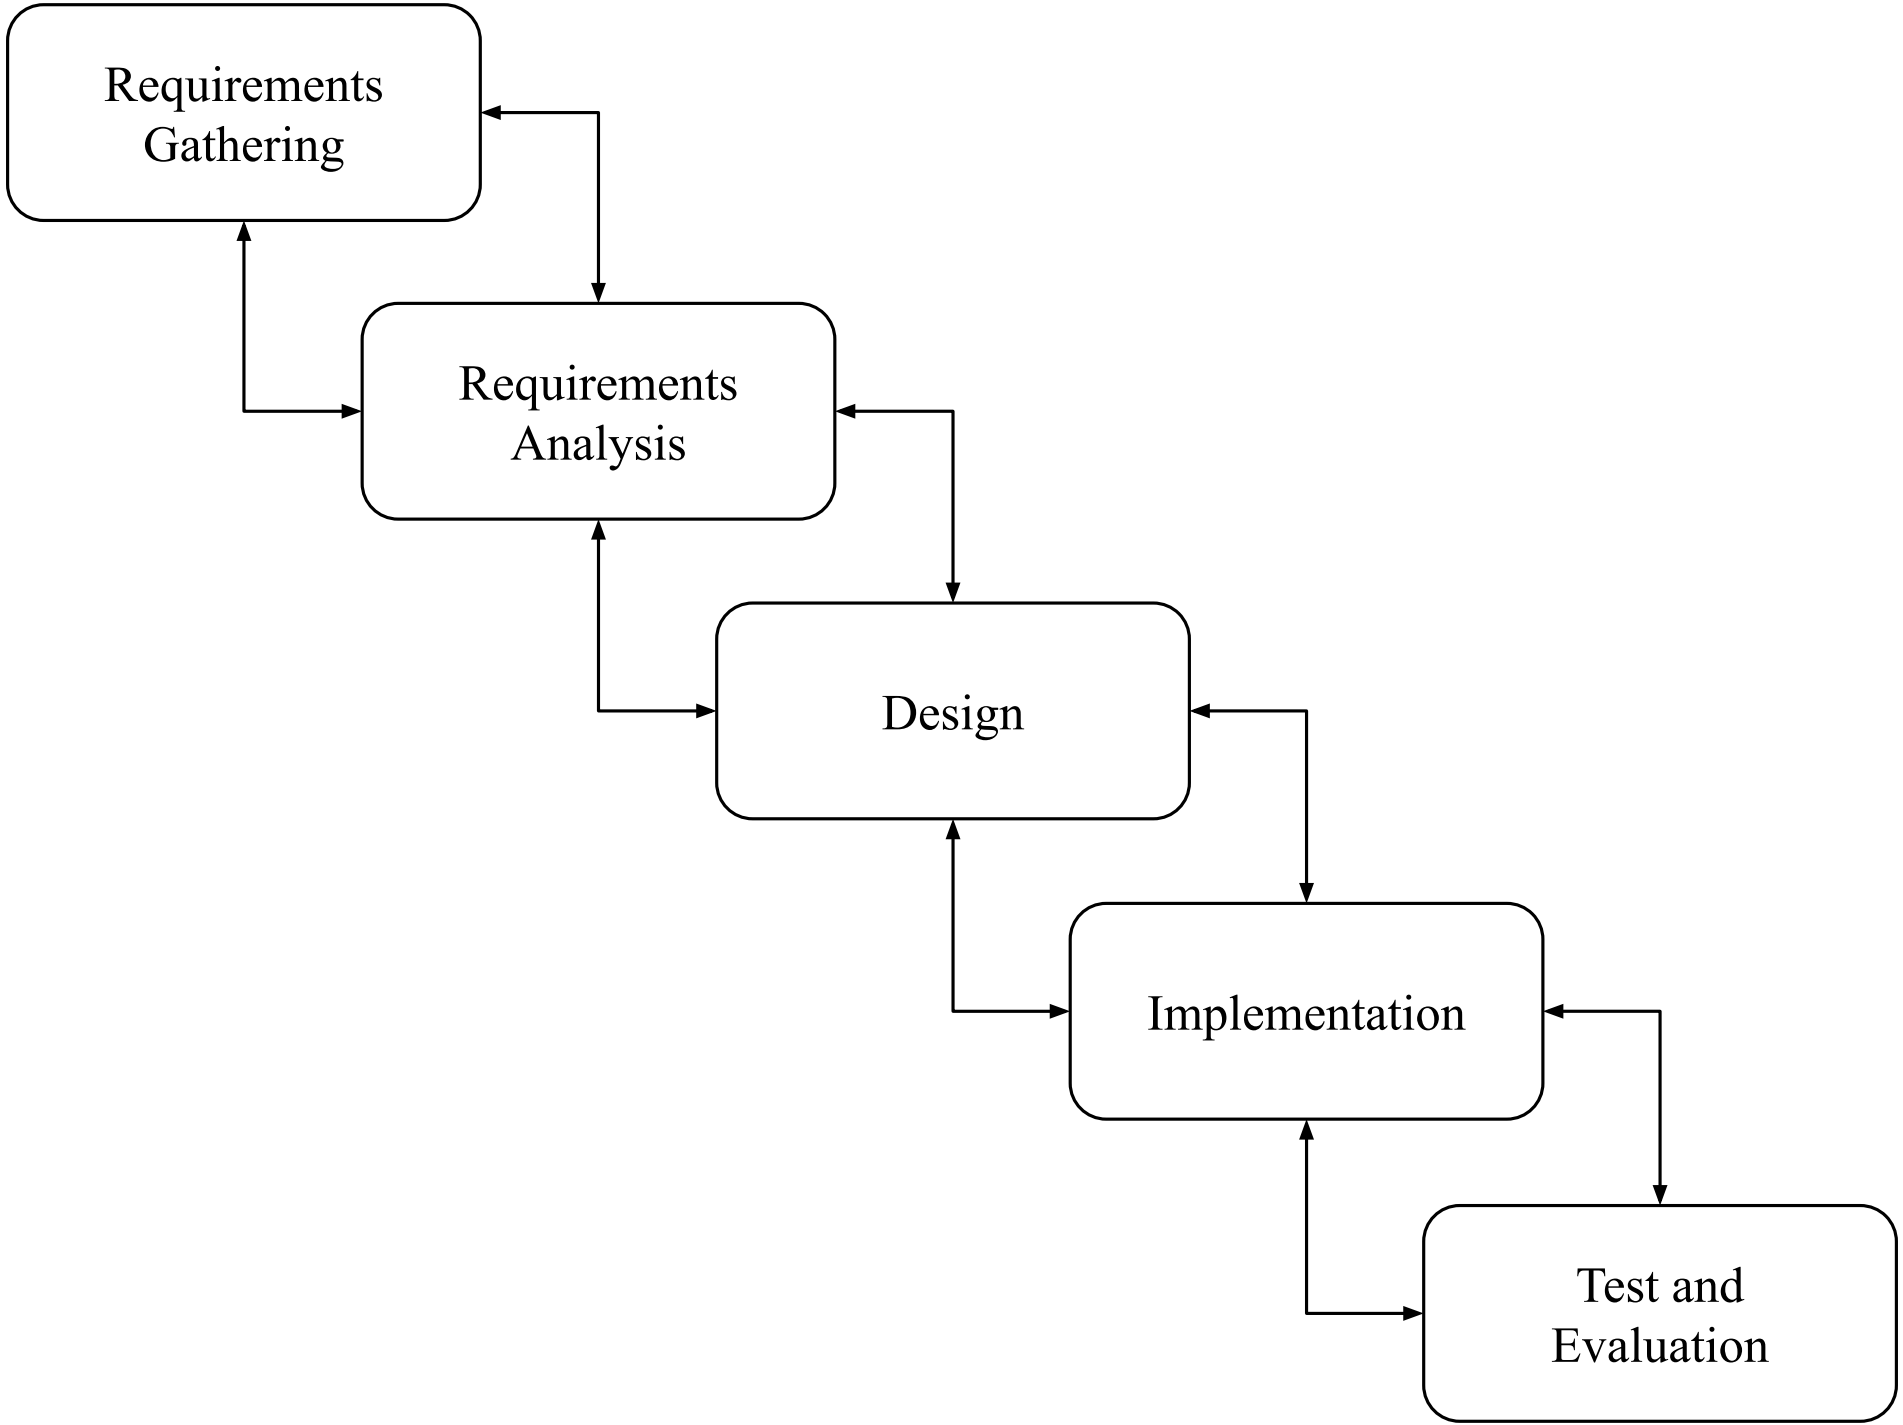 Requirements
Gathering
Requirements
Analysis
Design
Implementation
Test and
Evaluation